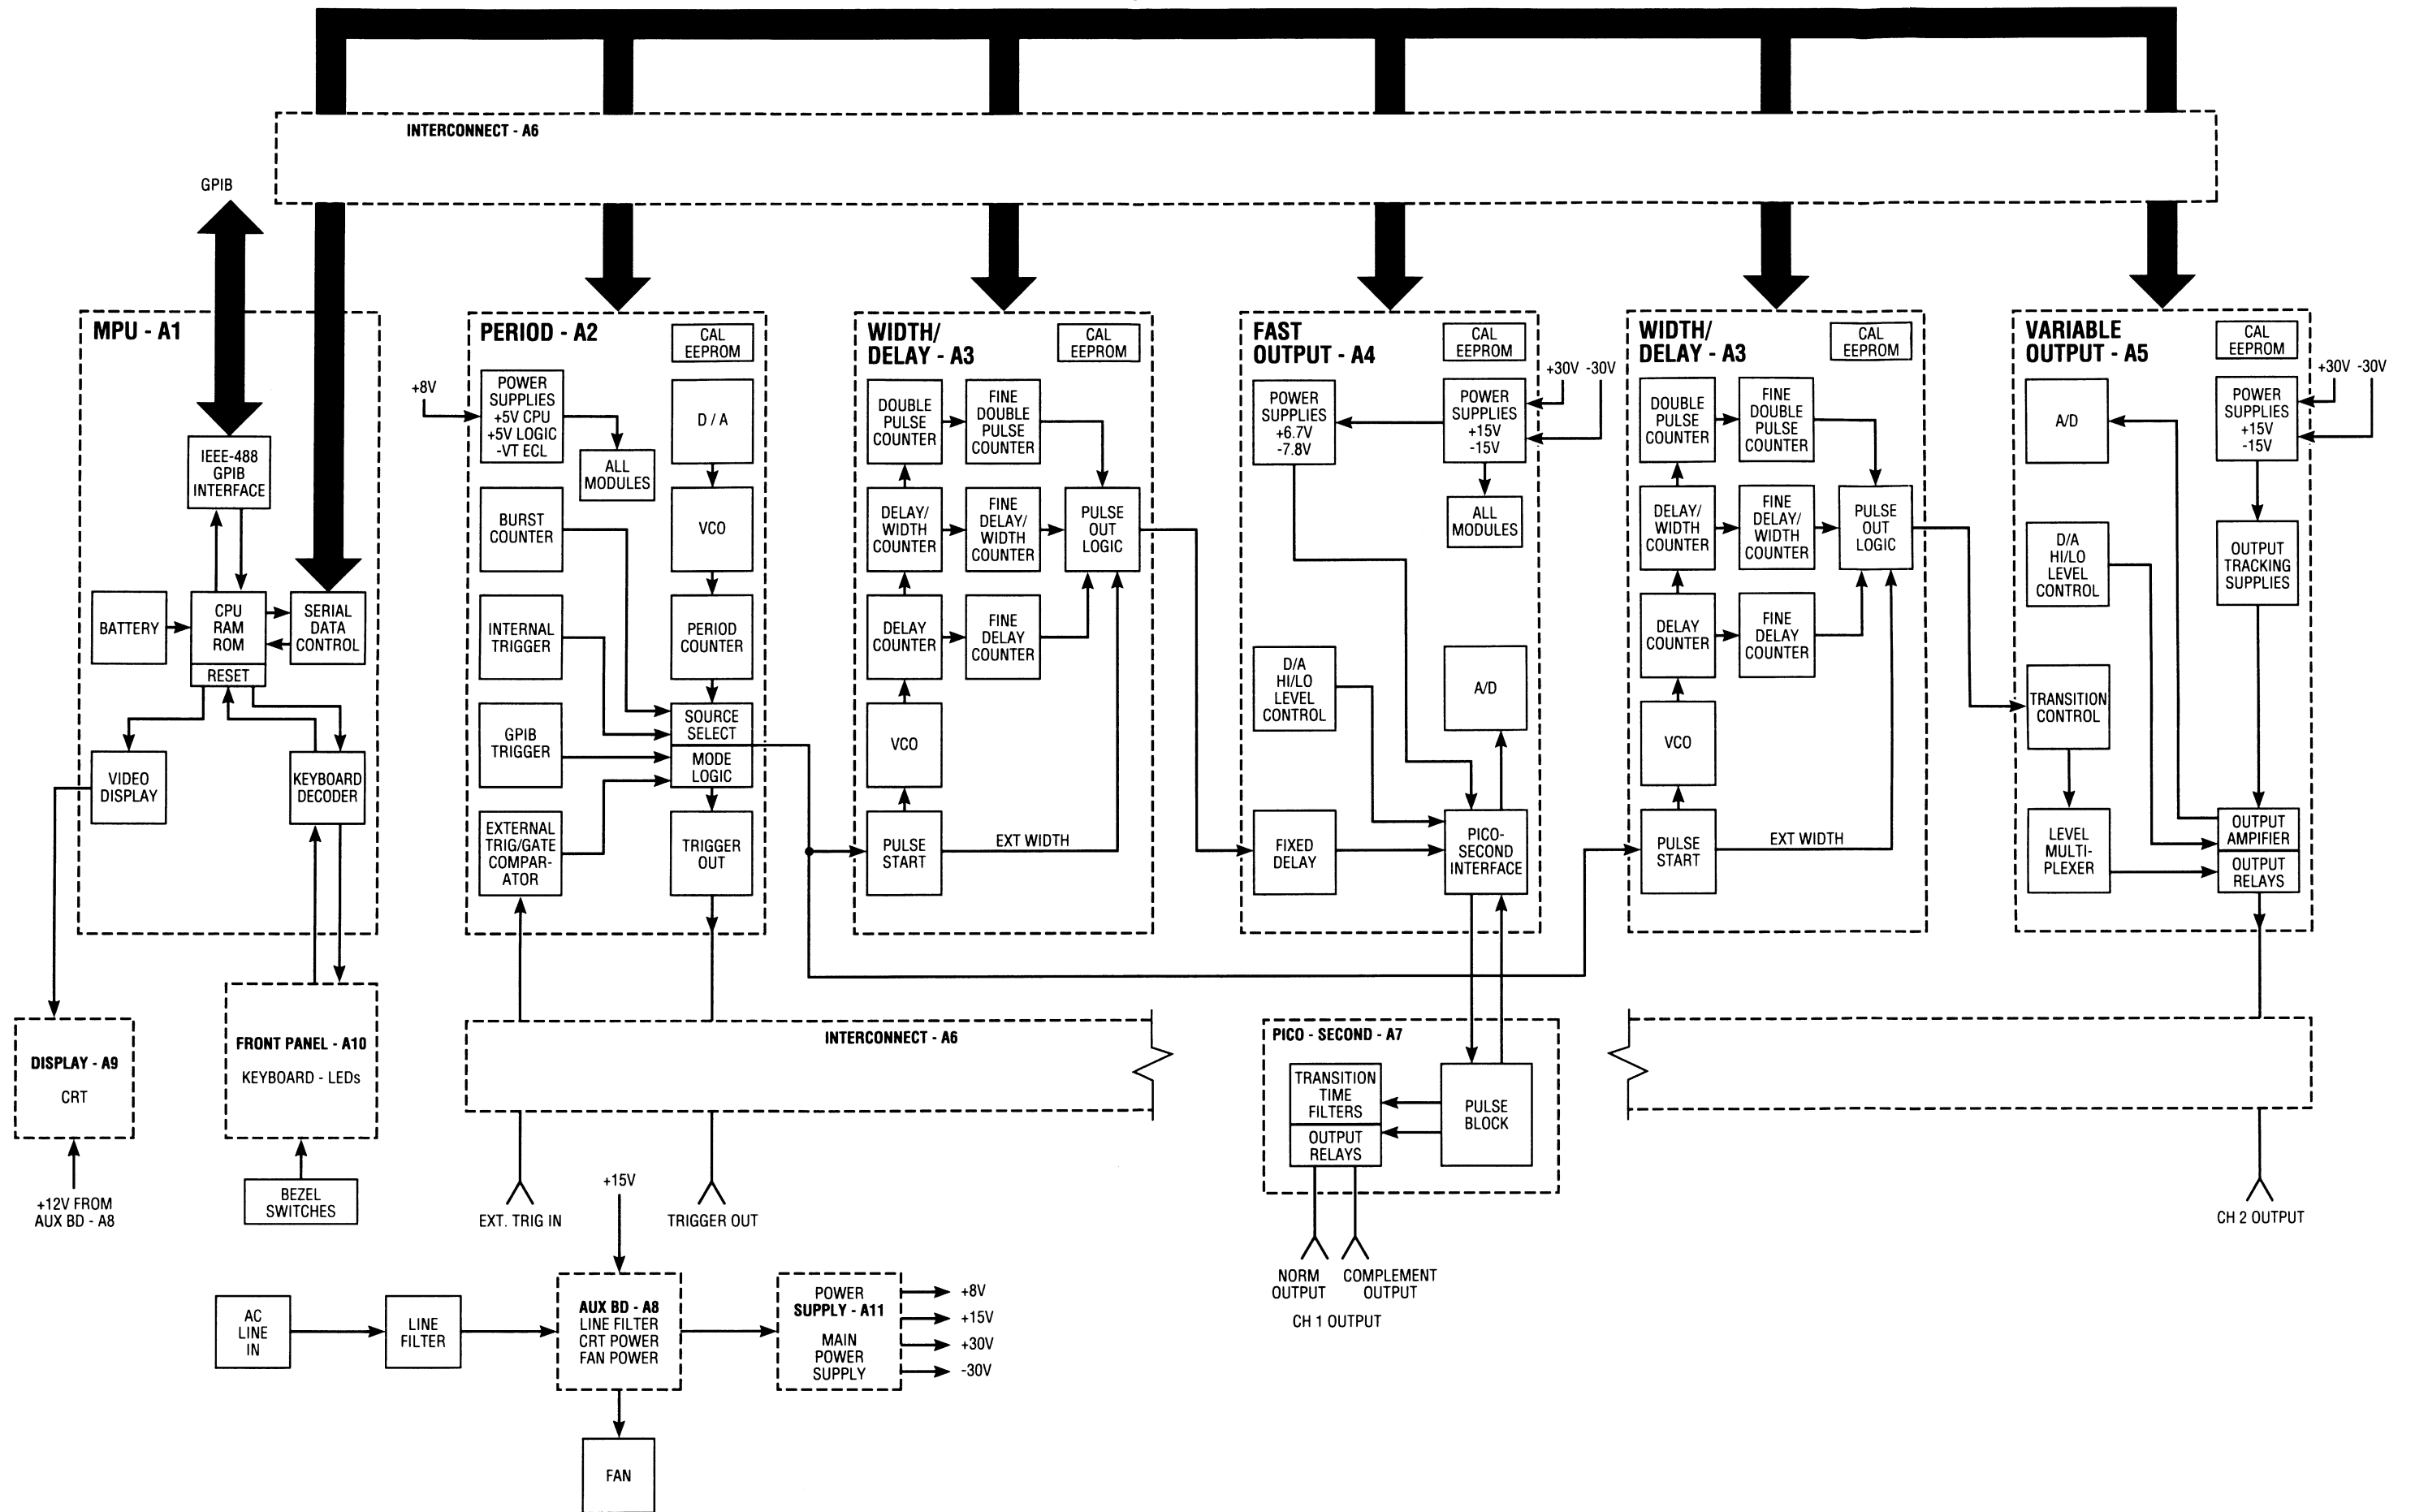 INTERCONNECT - A6
GPIB
MPU - A1
IEEE-488
GPIB
INTERFACE
BATTERY
CPU
RAM
ROM
RESET
SERIAL
DATA
CONTROL
VIDEO
DISPLAY
KEYBOARD
DECODER
PERIOD - A2
CAL
EEPROM
+8V
POWER
SUPPLIES
+5V CPU
+5V LOGIC
-VT ECL
ALL
MODULES
D / A
BURST
COUNTER
VCO
INTERNAL
TRIGGER
PERIOD
COUNTER
GPIB
TRIGGER
SOURCE
SELECT
MODE
LOGIC
EXTERNAL
TRIG/GATE
COMPAR-
ATOR
TRIGGER
OUT
WIDTH/
DELAY - A3
CAL
EEPROM
DOUBLE
PULSE
COUNTER
FINE
DOUBLE
PULSE
COUNTER
DELAY/
WIDTH
COUNTER
FINE
DELAY/
WIDTH
COUNTER
PULSE
OUT
LOGIC
DELAY
COUNTER
FINE
DELAY
COUNTER
VCO
PULSE
START
EXT WIDTH
FAST
OUTPUT - A4
CAL
EEPROM
+30V -30V
POWER
SUPPLIES
+6.7V
-7.8V
POWER
SUPPLIES
+15V
-15V
ALL
MODULES
D/A
HI/LO
LEVEL
CONTROL
A/D
FIXED
DELAY
PICO-
SECOND
INTERFACE
WIDTH/
DELAY - A3
CAL
EEPROM
DOUBLE
PULSE
COUNTER
FINE
DOUBLE
PULSE
COUNTER
DELAY/
WIDTH
COUNTER
FINE
DELAY/
WIDTH
COUNTER
PULSE
OUT
LOGIC
DELAY
COUNTER
FINE
DELAY
COUNTER
VCO
PULSE
START
EXT WIDTH
VARIABLE
OUTPUT - A5
CAL
EEPROM
+30V -30V
A/D
POWER
SUPPLIES
+15V
-15V
D/A
HI/LO
LEVEL
CONTROL
OUTPUT
TRACKING
SUPPLIES
TRANSITION
CONTROL
LEVEL
MULTI-
PLEXER
OUTPUT
AMPIFIER
OUTPUT
RELAYS
DISPLAY - A9
CRT
+12V FROM
AUX BD - A8
FRONT PANEL - A10
KEYBOARD - LEDs
BEZEL
SWITCHES
INTERCONNECT - A6
EXT. TRIG IN
TRIGGER OUT
PICO - SECOND - A7
TRANSITION
TIME
FILTERS
OUTPUT
RELAYS
PULSE
BLOCK
NORM
OUTPUT
COMPLEMENT
OUTPUT
CH 1 OUTPUT
CH 2 OUTPUT
+15V
AC
LINE
IN
LINE
FILTER
AUX BD - A8
LINE FILTER
CRT POWER
FAN POWER
POWER
SUPPLY - A11
MAIN
POWER
SUPPLY
+8V
+15V
+30V
-30V
FAN